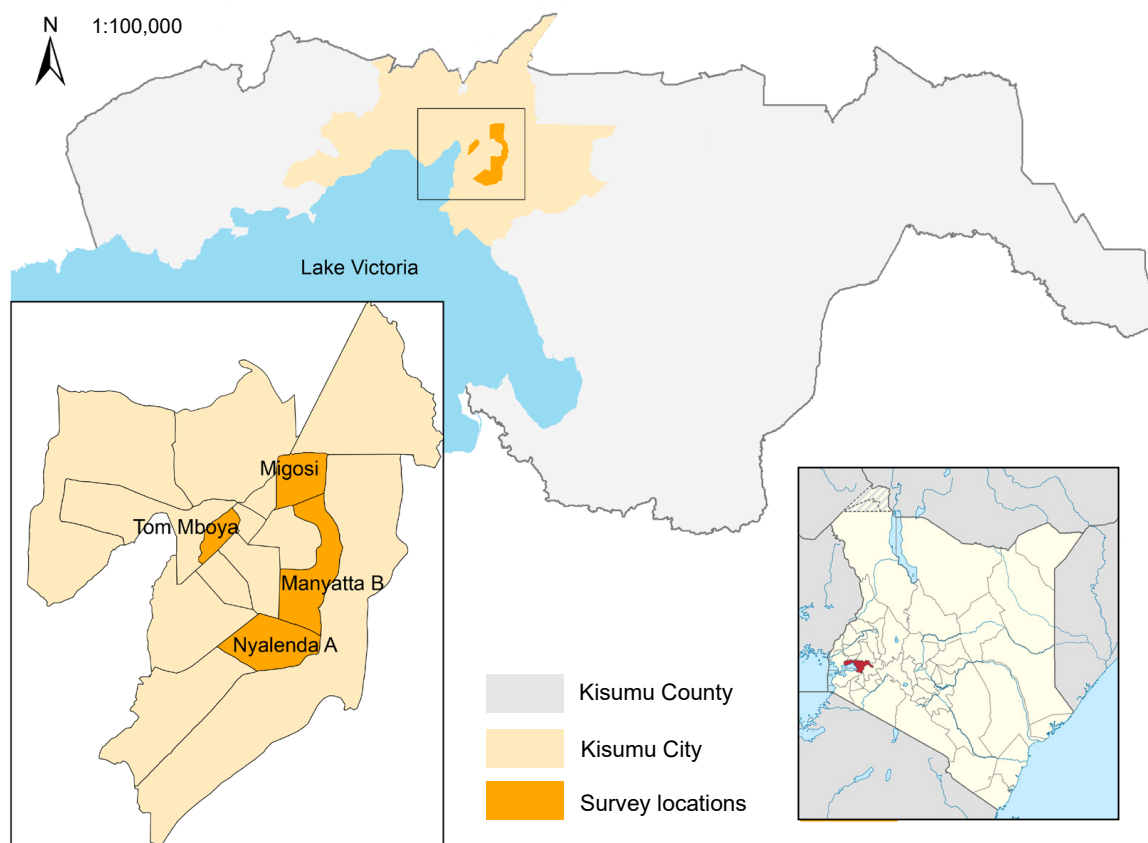 N
1:100,000
Lake Victoria
Migosi
Tom Mboya
Manyatta B
Nyalenda A
Kisumu County
Kisumu City
Survey locations